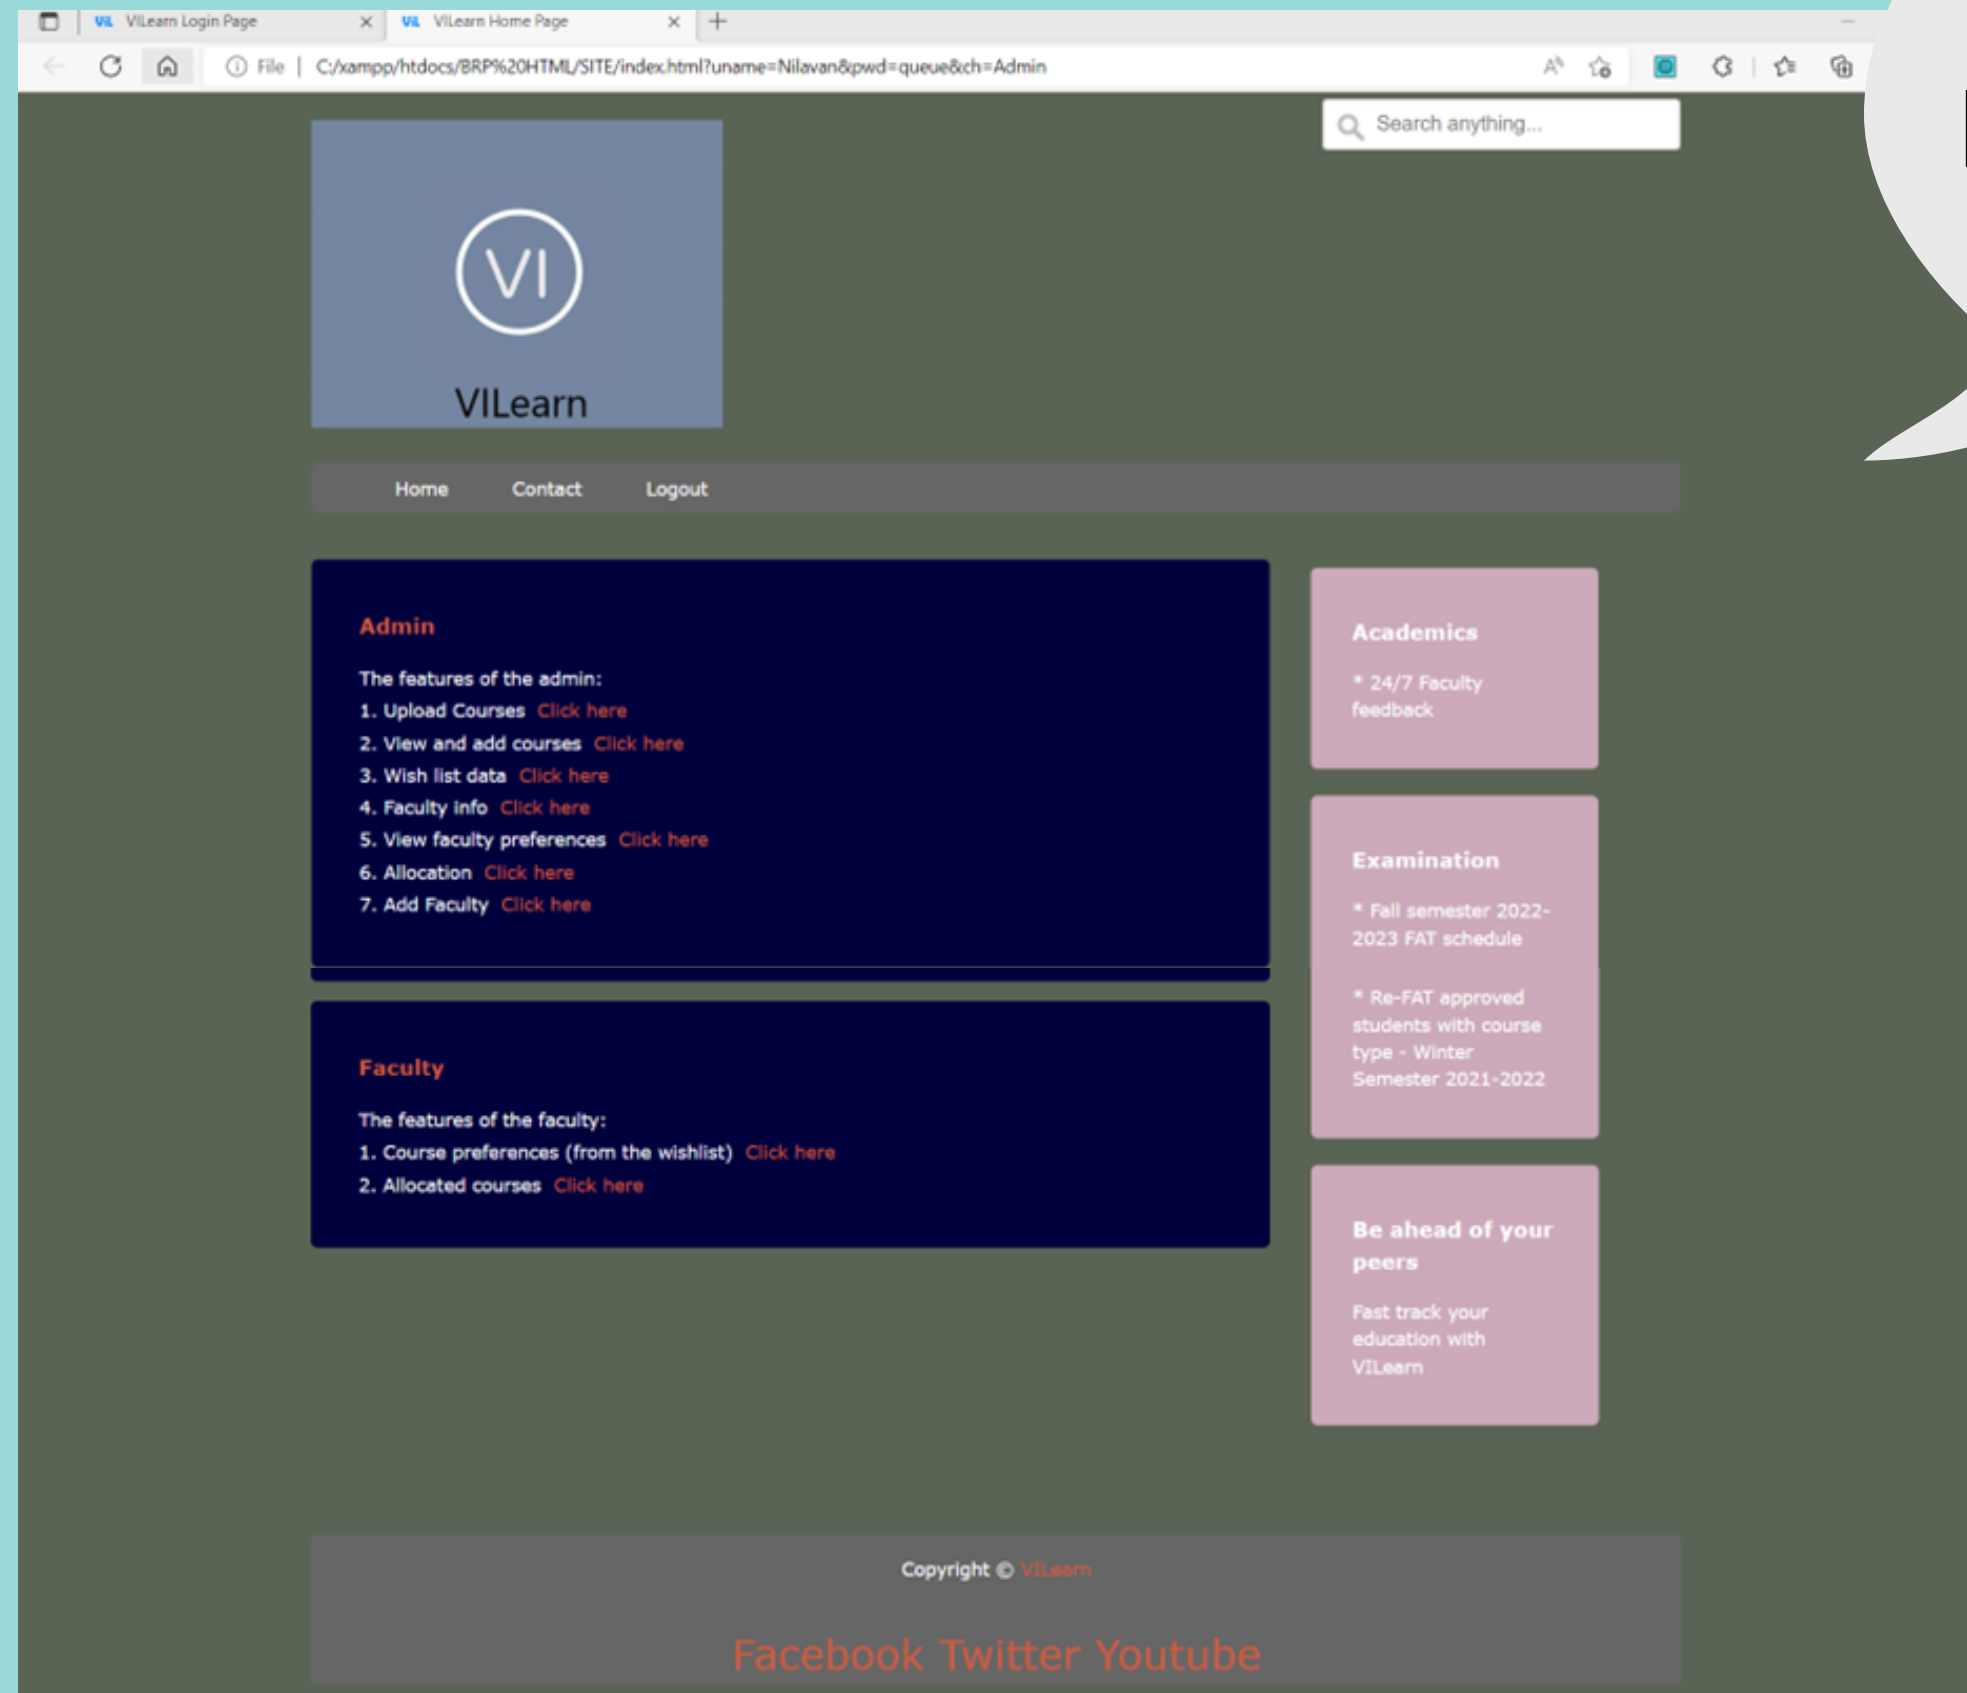 VILearn Login Page
VILearn Home Page
File | C:/xampp/htdocs/BRP%20HTML/SITE/index.html?uname=Nilavan&pwd=queue&ch=Admin
Search anything...
VI
VILearn
Home Contact Logout
Admin
The features of the admin:
1. Upload Courses Click here
2. View and add courses Click here
3. Wish list data Click here
4. Faculty info Click here
5. View faculty preferences Click here
6. Allocation Click here
7. Add Faculty Click here
Faculty
The features of the faculty:
1. Course preferences (from the wishlist) Click here
2. Allocated courses Click here
Academics
* 24/7 Faculty
feedback
Examination
* Fall semester 2022-
2023 FAT schedule
* Re-FAT approved
students with course
type - Winter
Semester 2021-2022
Be ahead of your
peers
Fast track your
education with
VILearn
Copyright © VILearn
Facebook Twitter Youtube